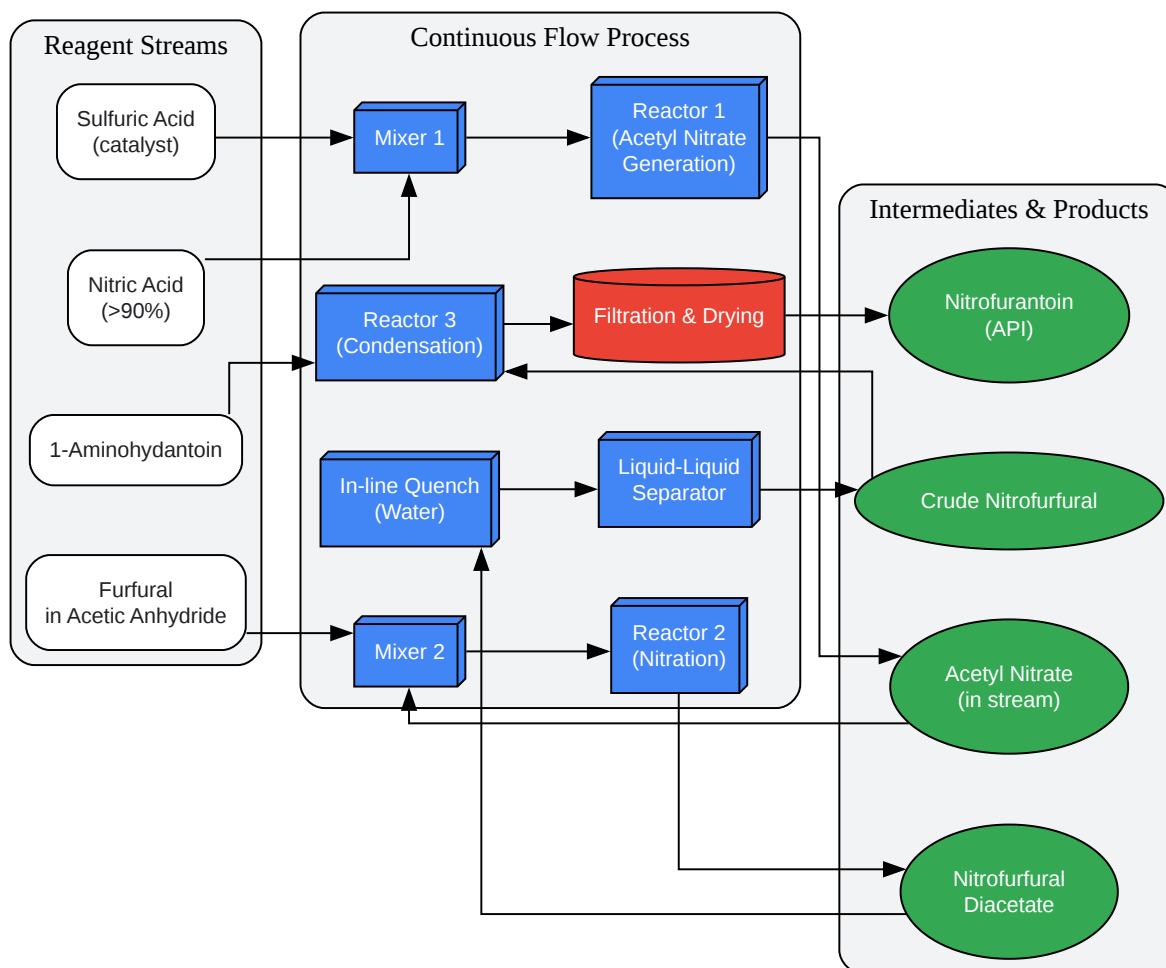 Reagent Streams
Sulfuric Acid
(catalyst)
Nitric Acid
(>90%)
1-Aminohydantoin
Furfural
in Acetic Anhydride
Continuous Flow Process
Mixer 1
Reactor 1
(Acetyl Nitrate
Generation)
Reactor 3
(Condensation)
Filtration & Drying
In-line Quench
(Water)
Liquid-Liquid
Separator
Mixer 2
Reactor 2
(Nitration)
Intermediates & Products
Nitrofurantoin
(API)
Crude Nitrofurfural
Acetyl Nitrate
(in stream)
Nitrofurfural
Diacetate